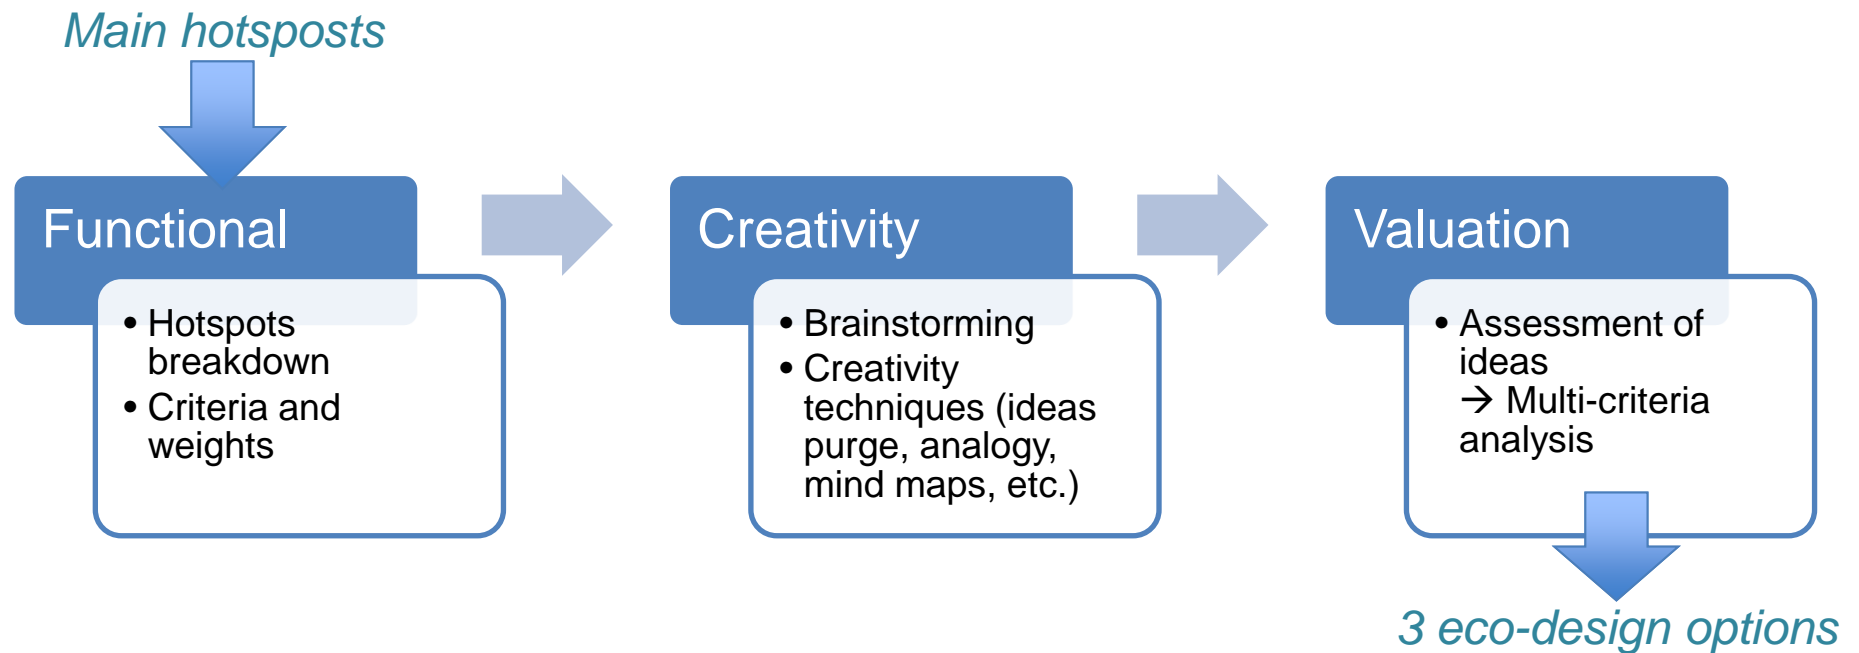 Main hotsposts
Functional
• Hotspots
breakdown
• Criteria and
weights
Creativity
• Brainstorming
• Creativity
techniques (ideas
purge, analogy,
mind maps, etc.)
Valuation
• Assessment of
ideas
→ Multi-criteria
analysis
3 eco-design options